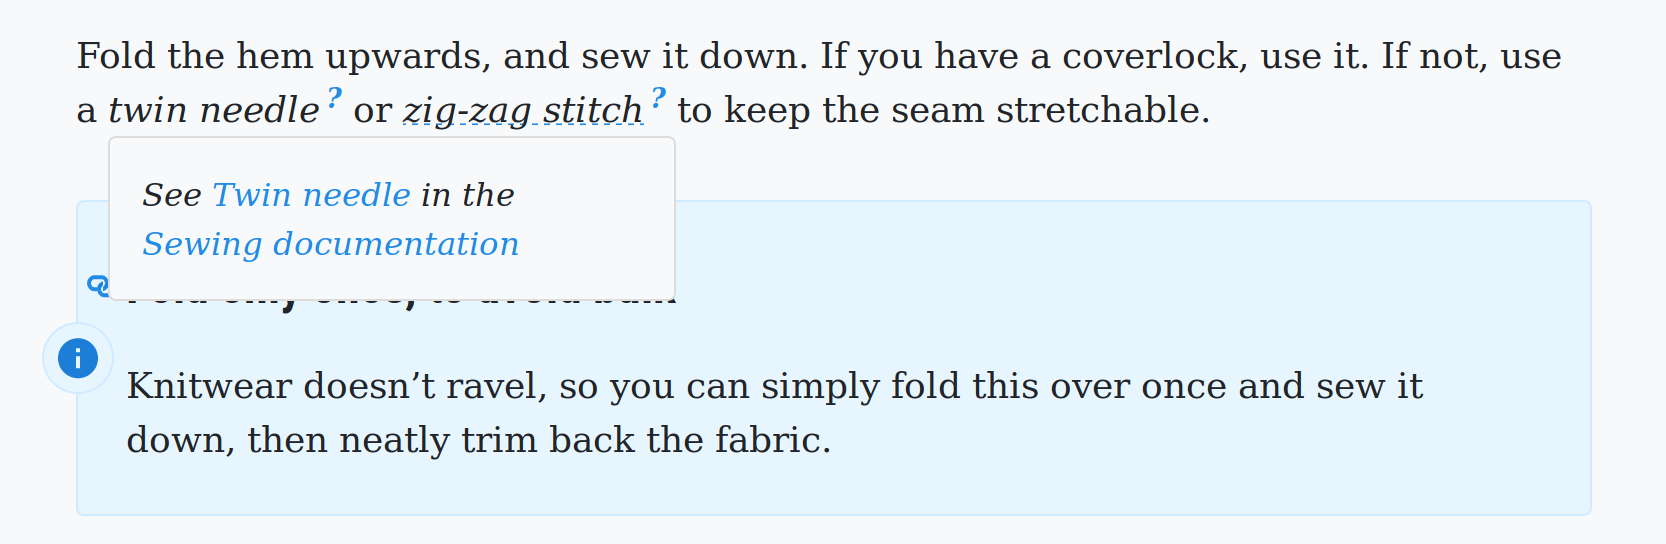 Fold the hem upwards, and sew it down. If you have a coverlock, use it. If not, use
a twin needle ? or zig-zag stitch ? to keep the seam stretchable.
See Twin needle in the
Sewing documentation
Knitwear doesn’t ravel, so you can simply fold this over once and sew it
down, then neatly trim back the fabric.